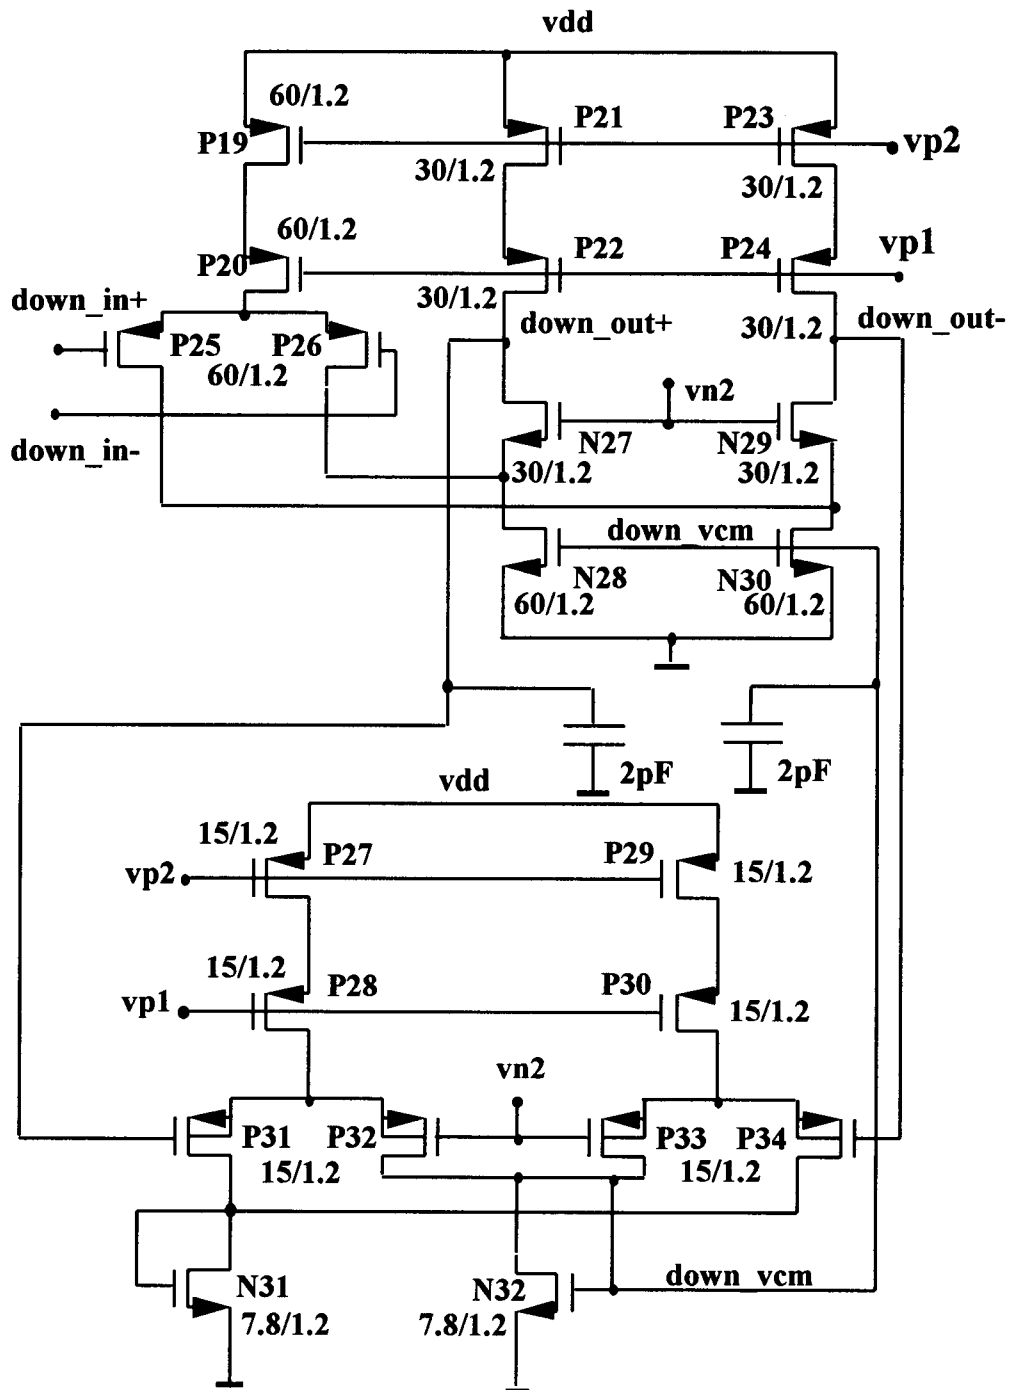 vdd
60/1.2
P19
P21
P23
vp2
30/1.2
30/1.2
60/1.2
P20
P22
P24
vp1
30/1.2
30/1.2
down_in+
down_out+
down_out-
P25
P26
60/1.2
vn2
down_in-
N27
N29
30/1.2
30/1.2
down_vcm
N28
N30
60/1.2
60/1.2
2pF
2pF
vdd
15/1.2
P27
P29
vp2
15/1.2
15/1.2
P28
P30
vp1
15/1.2
vn2
P31
P32
P33
P34
15/1.2
15/1.2
N31
N32
down_vcm
7.8/1.2
7.8/1.2